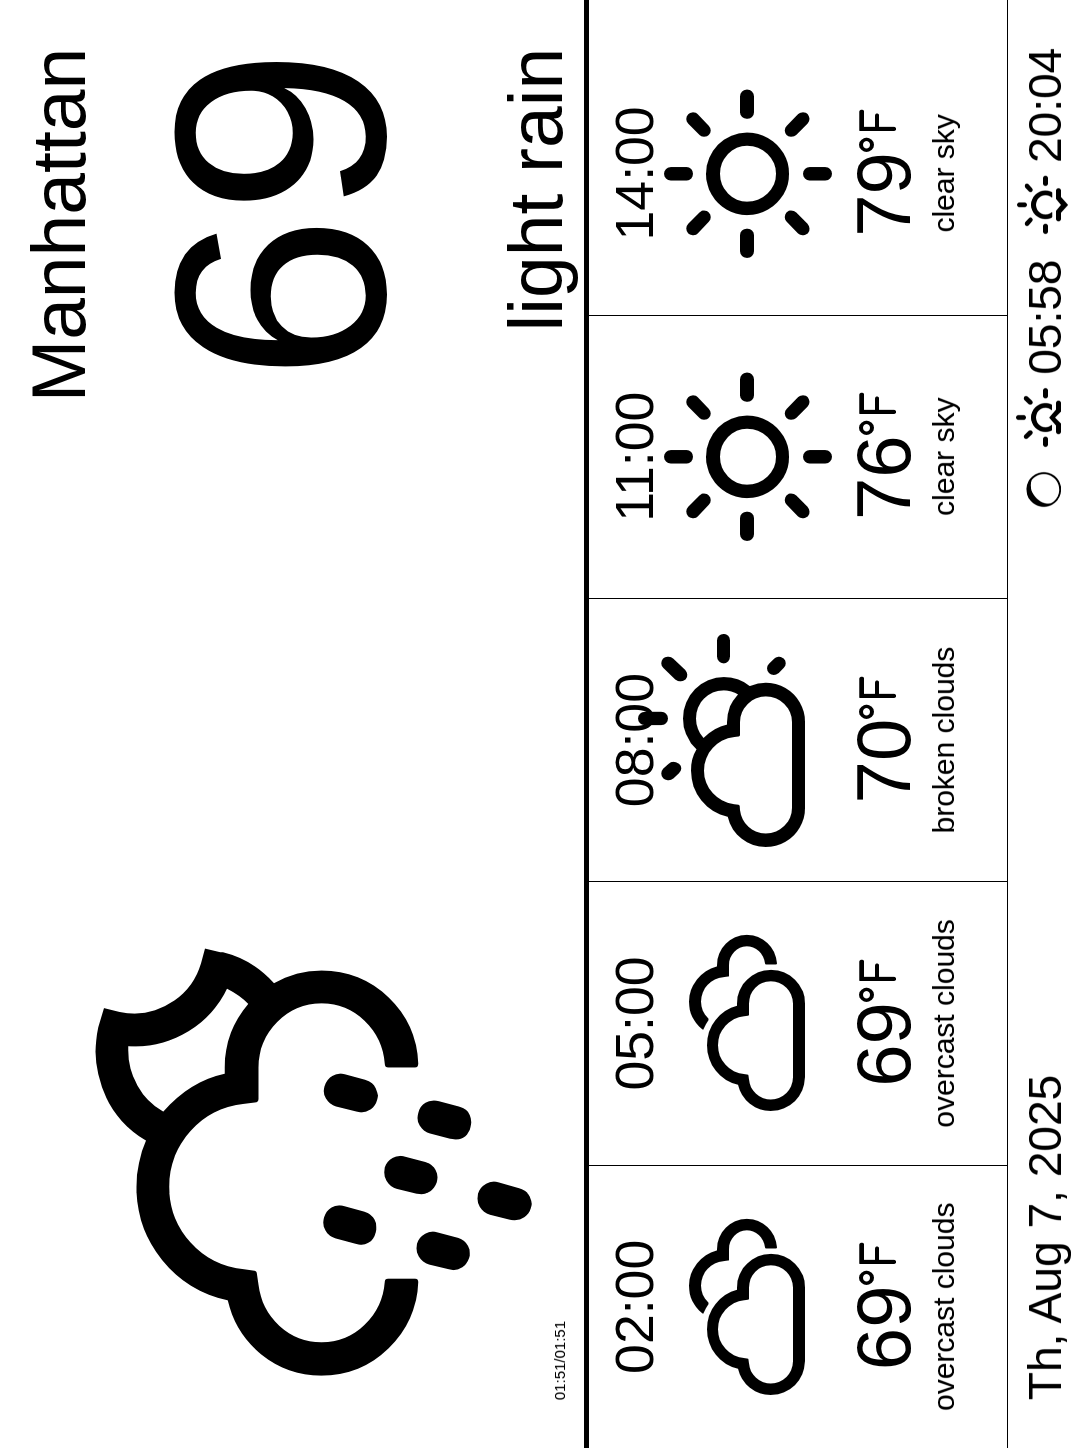 Manhattan
69
light rain
01:51/01:51
02:00
69°F
overcast clouds
05:00
69°F
overcast clouds
08:00
70°F
broken clouds
11:00
76°F
clear sky
14:00
79°F
clear sky
Th, Aug 7, 2025
05:58
20:04